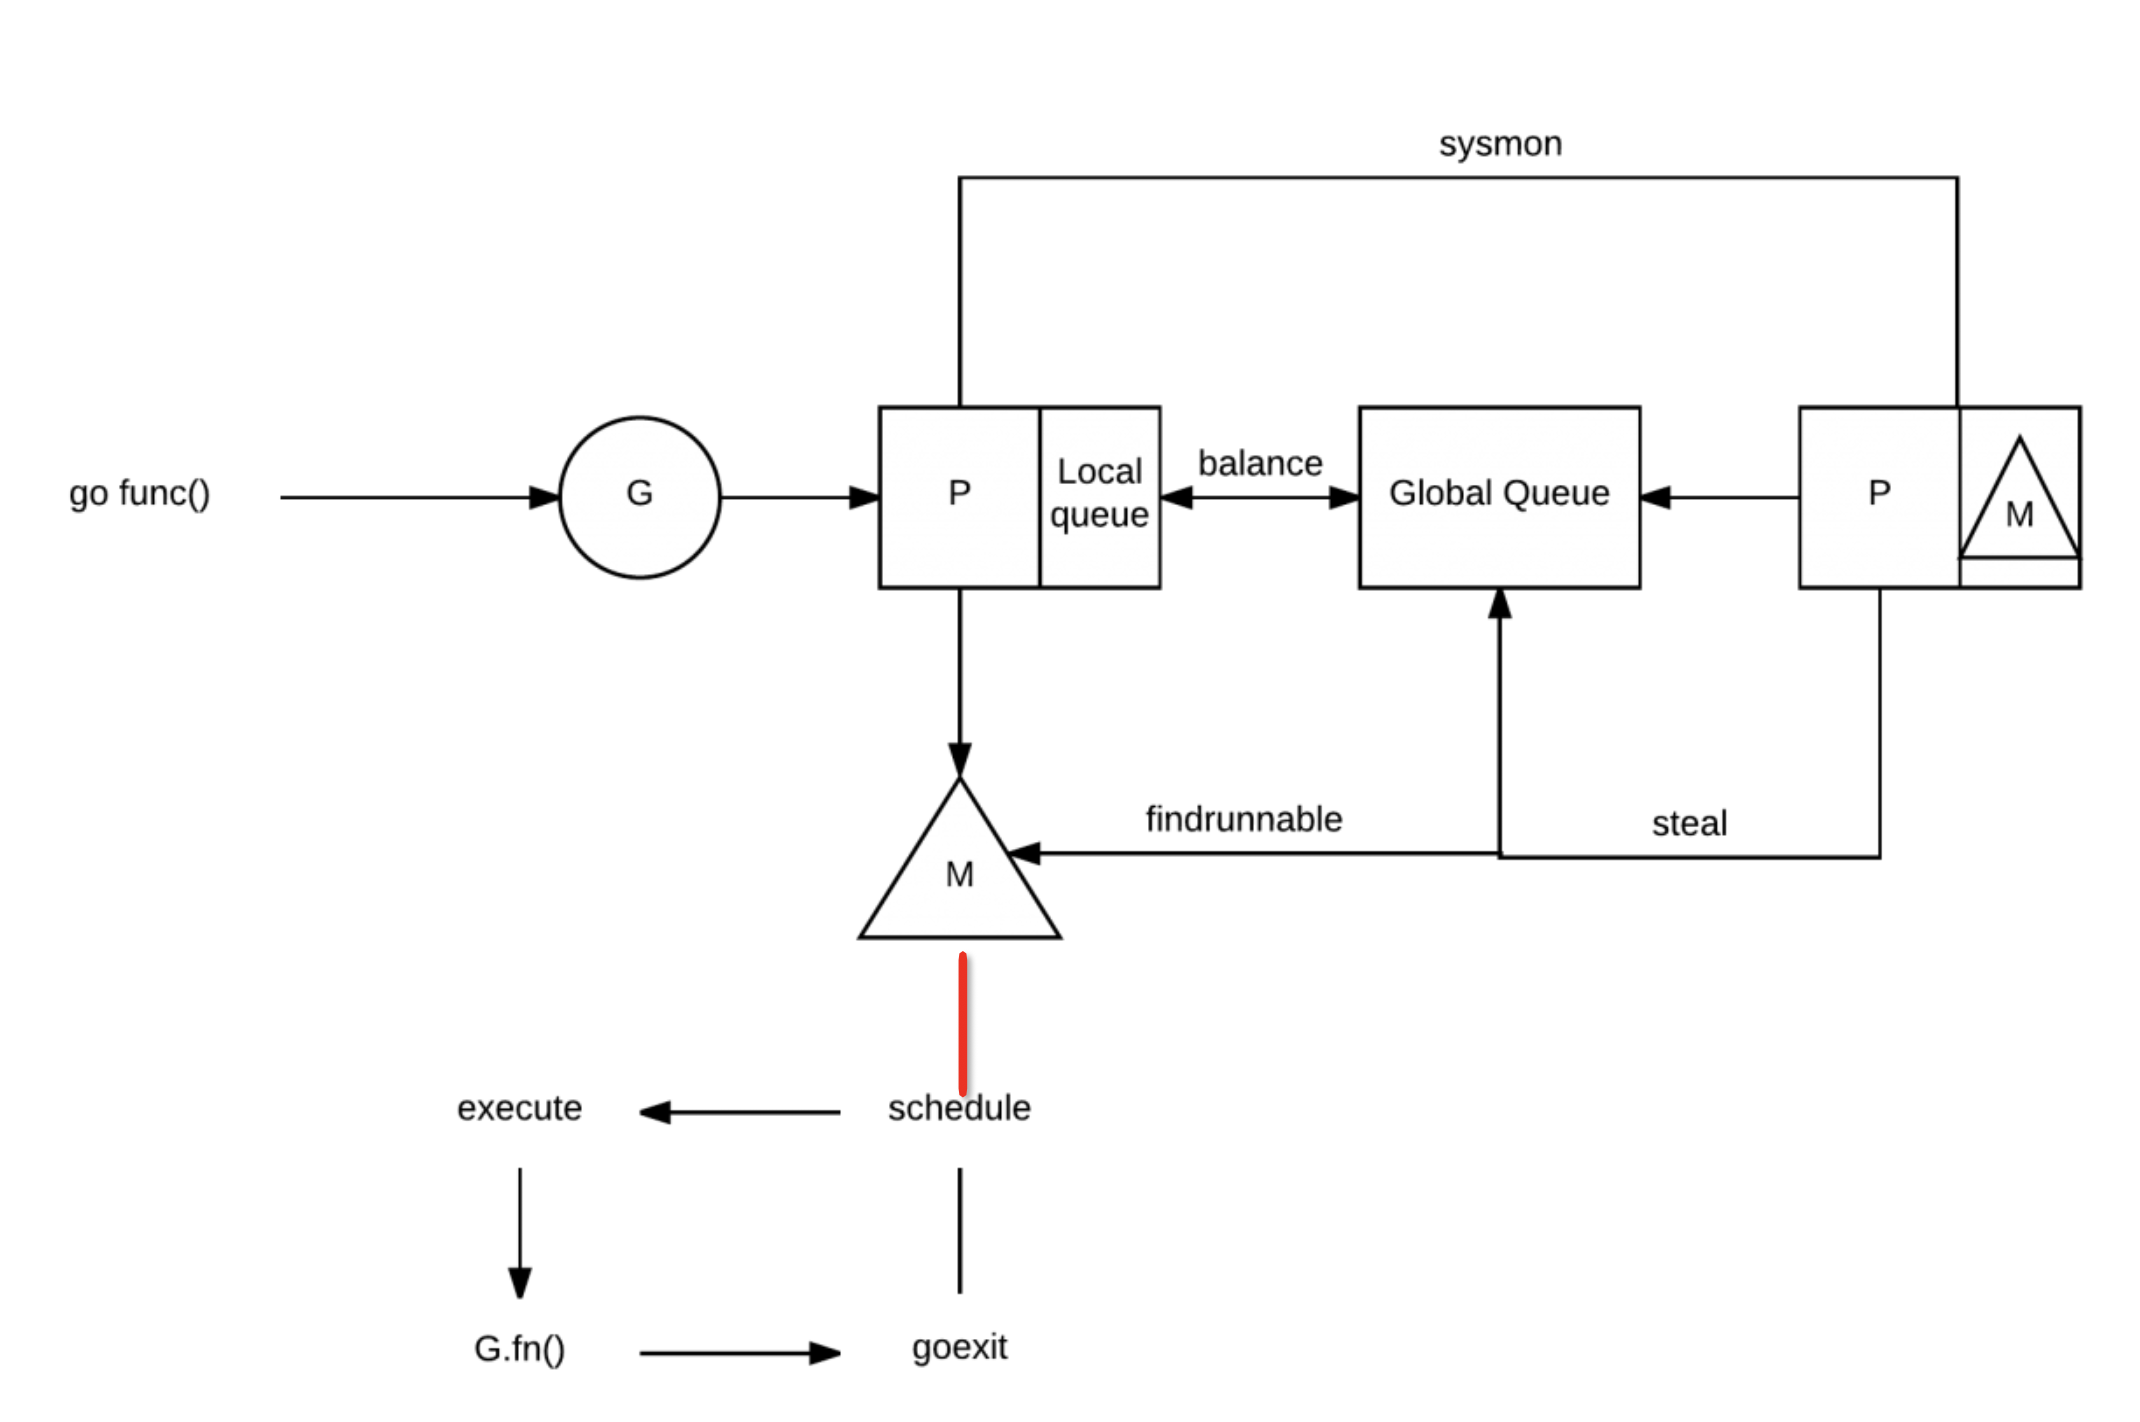 sysmon
go func()
G
P
Local
queue
balance
Global Queue
P
M
findrunnable
steal
M
execute
schedule
G.fn()
goexit